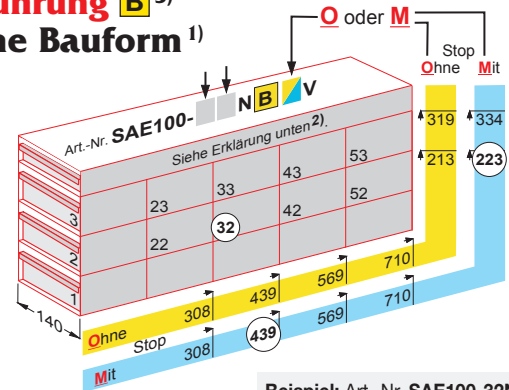 ührung B 3)
ne Bauform 1)
O oder M
Stop
Ohne Mit
Art.-Nr. SAE100- N B V
Siehe Erklärung unten 2).
319 334
213 223
53
43
33
23
52
42
32
22
3
2
1
140
Ohne 308 439 569 710
Stop
Mit 308 439 569 710
Beispiel: Art.-Nr. SAE100-32